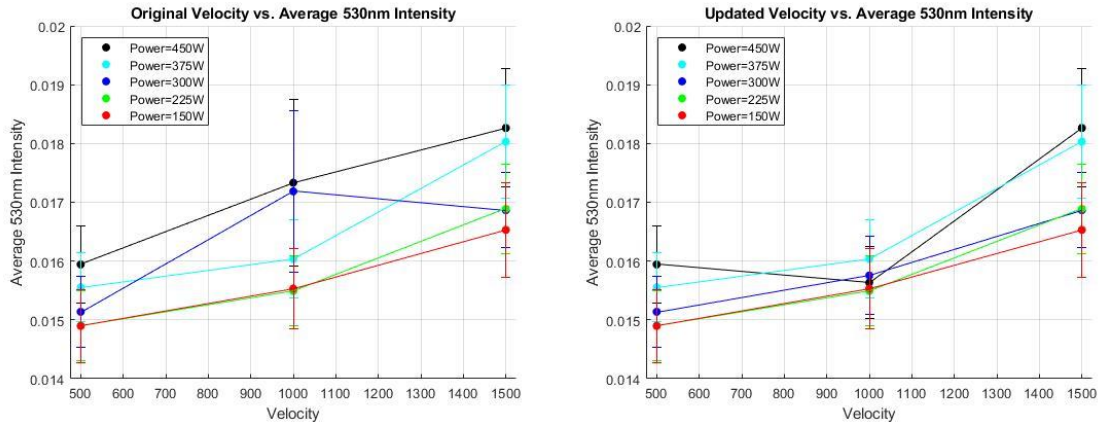 Original Velocity vs. Average 530nm Intensity
0.02
0.019
0.018
0.017
0.016
0.015
0.014
Average 530nm Intensity
Power=450W
Power=375W
Power=300W
Power=225W
Power=150W
500 600 700 800 900 1000 1100 1200 1300 1400 1500
Velocity
Updated Velocity vs. Average 530nm Intensity
0.02
0.019
0.018
0.017
0.016
0.015
0.014
Average 530nm Intensity
Power=450W
Power=375W
Power=300W
Power=225W
Power=150W
500 600 700 800 900 1000 1100 1200 1300 1400 1500
Velocity